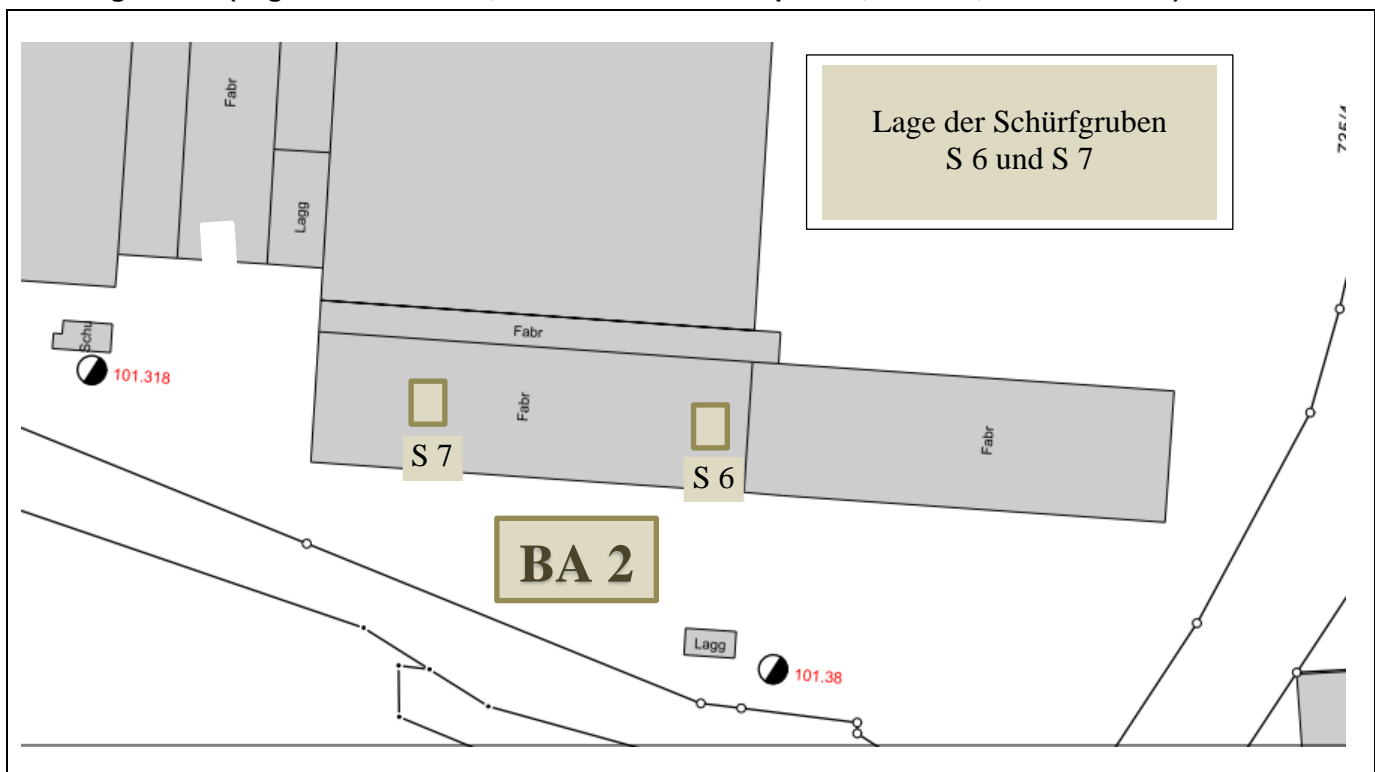 Lage der Schürfgruben
S 6 und S 7
Fabr
Lagg
Fabr
Schu
101.318
Fabr
Fabr
S 7
S 6
BA 2
Lagg
101.38